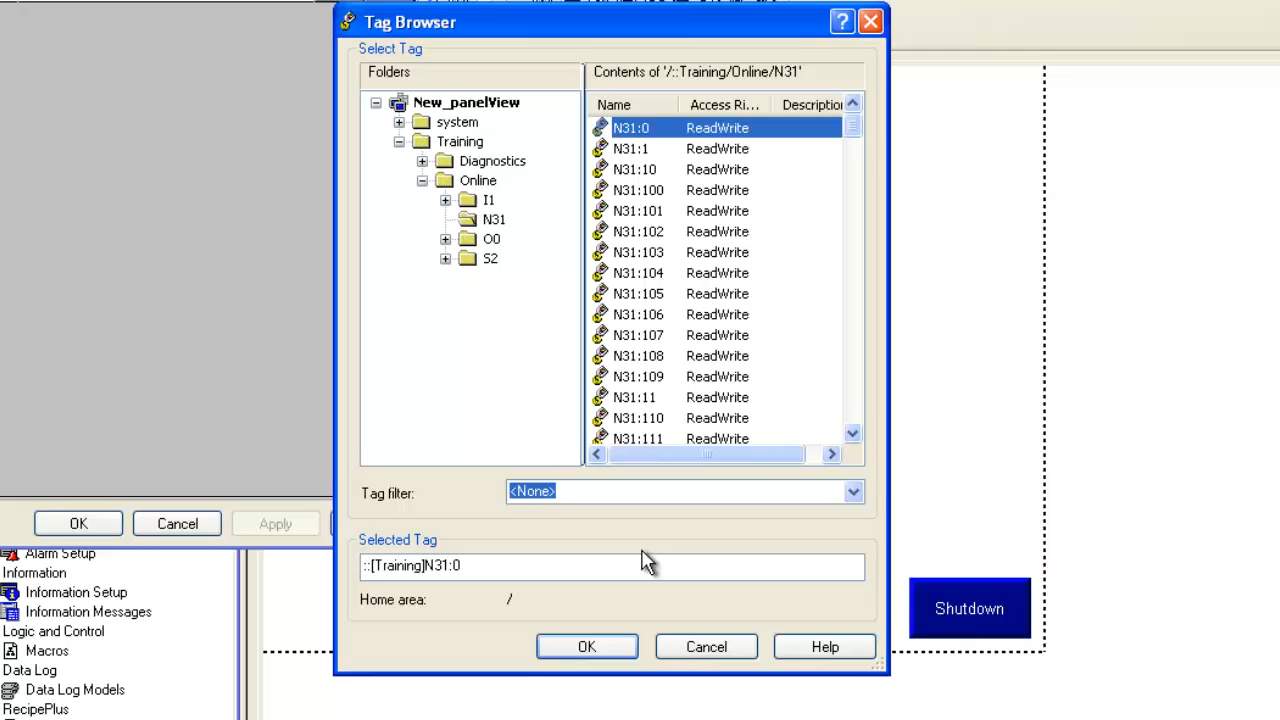 Tag Browser
Select Tag
Folders
New_panelView
system
Training
Diagnostics
Online
I1
N31
O0
S2
Contents of '/::Training/Online/N31'
Name Access Ri... Description
N31:0 ReadWrite
N31:1 ReadWrite
N31:10 ReadWrite
N31:100 ReadWrite
N31:101 ReadWrite
N31:102 ReadWrite
N31:103 ReadWrite
N31:104 ReadWrite
N31:105 ReadWrite
N31:106 ReadWrite
N31:107 ReadWrite
N31:108 ReadWrite
N31:109 ReadWrite
N31:11 ReadWrite
N31:110 ReadWrite
N31:111 ReadWrite
Tag filter: <None>
Selected Tag
::[Training]N31:0
Home area: /
OK Cancel Help
OK Cancel Apply
Alarm Setup
Information
Information Setup
Information Messages
Logic and Control
Macros
Data Log
Data Log Models
RecipePlus
Shutdown